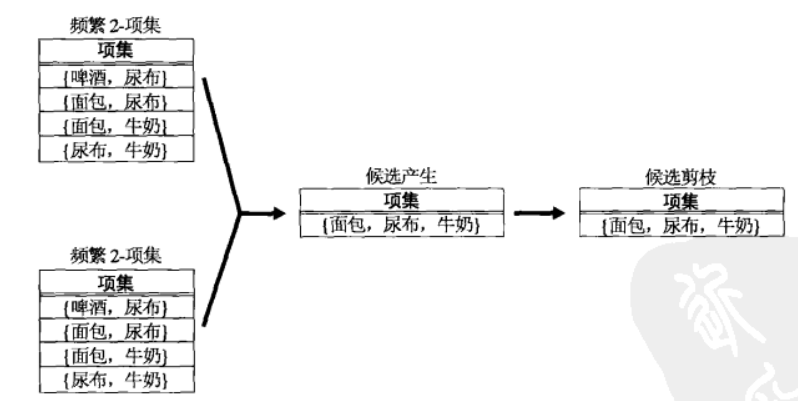 频繁2-项集
项集
{啤酒，尿布}
{面包，尿布}
{面包，牛奶}
{尿布，牛奶}
候选产生
项集
{面包，尿布，牛奶}
候选剪枝
项集
{面包，尿布，牛奶}
频繁2-项集
项集
{啤酒，尿布}
{面包，尿布}
{面包，牛奶}
{尿布，牛奶}